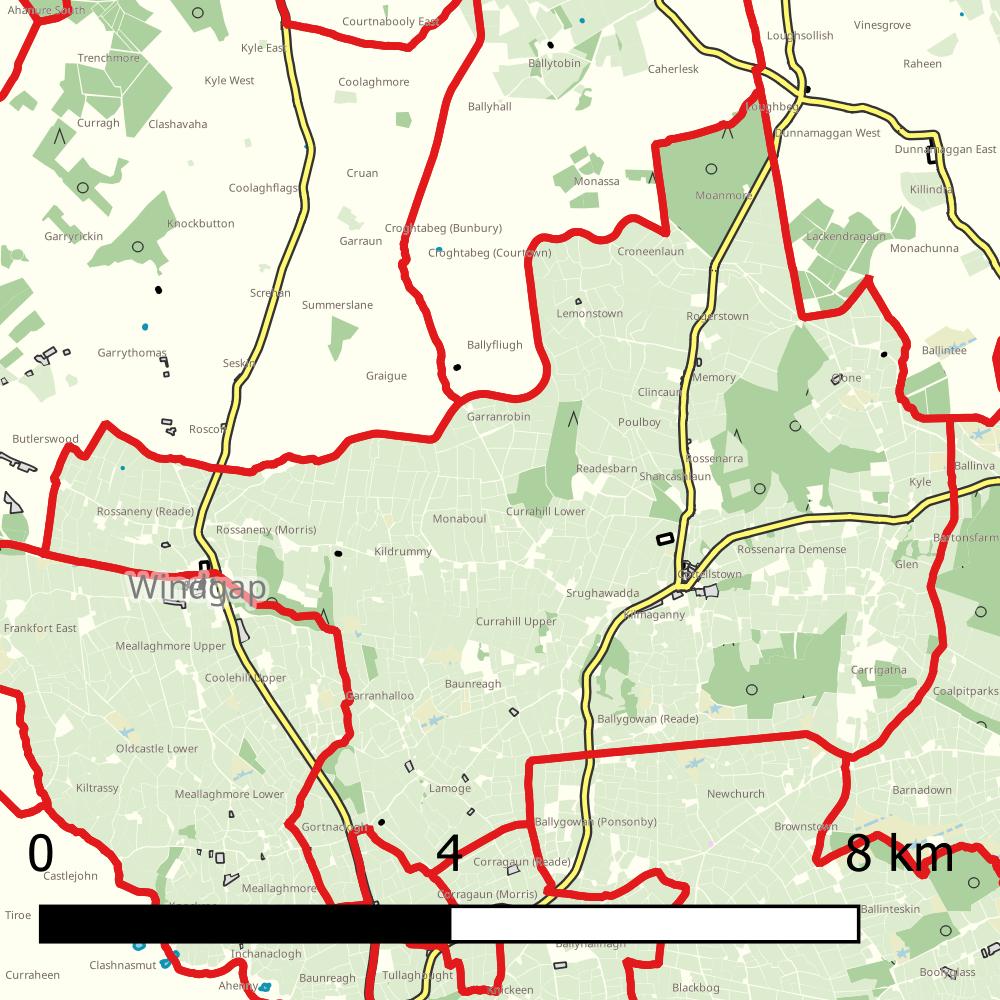 Ahanure South
Courtnabooly East
Vinesgrove
Loughsollish
Kyle East
Trenchmore
Ballytobin
Raheen
Caherlesk
Kyle West
Coolaghmore
Ballyhall
Loughbeg
Curragh
Clashavaha
Dunnamaggan West
Dunnamaggan East
Cruan
Monassa
Coolaghflags
Moanmore
Killindra
Knockbutton
Croghtabeg (Bunbury)
Garryrickin
Garraun
Lackendragaun
Monachunna
Croghtabeg (Courtown)
Croneenlaun
Screhan
Summerslane
Lemonstown
Rogerstown
Ballyfliugh
Garrythomas
Ballintee
Seskin
Graigue
Memory
Clone
Clincaun
Garranrobin
Poulboy
Roscon
Butlerswood
Rossenarra
Readesbarn
Shancashlaun
Ballinva
Kyle
Rossaneny (Reade)
Currahill Lower
Monaboul
Rossaneny (Morris)
Bartonsfarm
Kildrummy
Rossenarra Demense
Glen
Cottrellstown
Windgap
Srughawadda
Kilmaganny
Currahill Upper
Frankfort East
Meallaghmore Upper
Carrigatna
Coolehill Upper
Baunreagh
Coalpitparks
Garranhalloo
Ballygowan (Reade)
Oldcastle Lower
Kiltrassy
Meallaghmore Lower
Lamoge
Newchurch
Barnadown
Gortnaclogh
Ballygowan (Ponsonby)
Brownstown
0 4 8 km
Corragaun (Reade)
Castlejohn
Meallaghmore
Corragaun (Morris)
Ballinteskin
Tiroe
Inchanaclogh
Clashnasmut
Curraheen
Baunreagh
Tullaghought
Booryglass
Ahenny
Knickeen
Blackbog